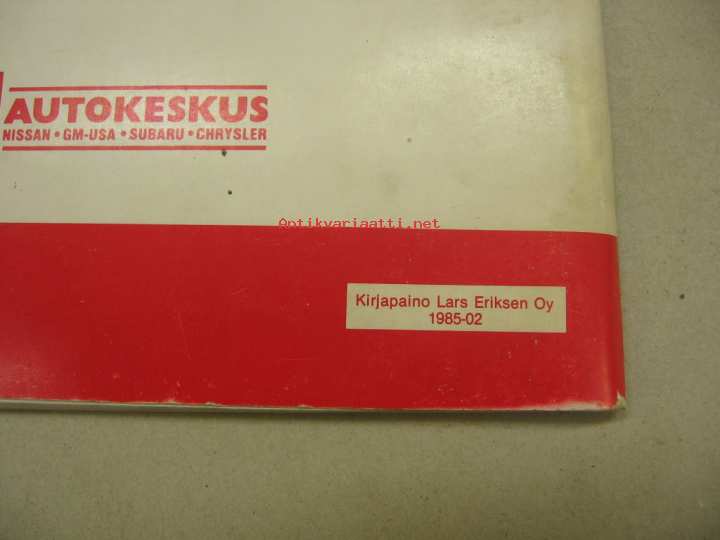 AUTOKESKUS
NISSAN • GM-USA • SUBARU • CHRYSLER
Antikvariaatti.net
Kirjapaino Lars Eriksen Oy
1985-02